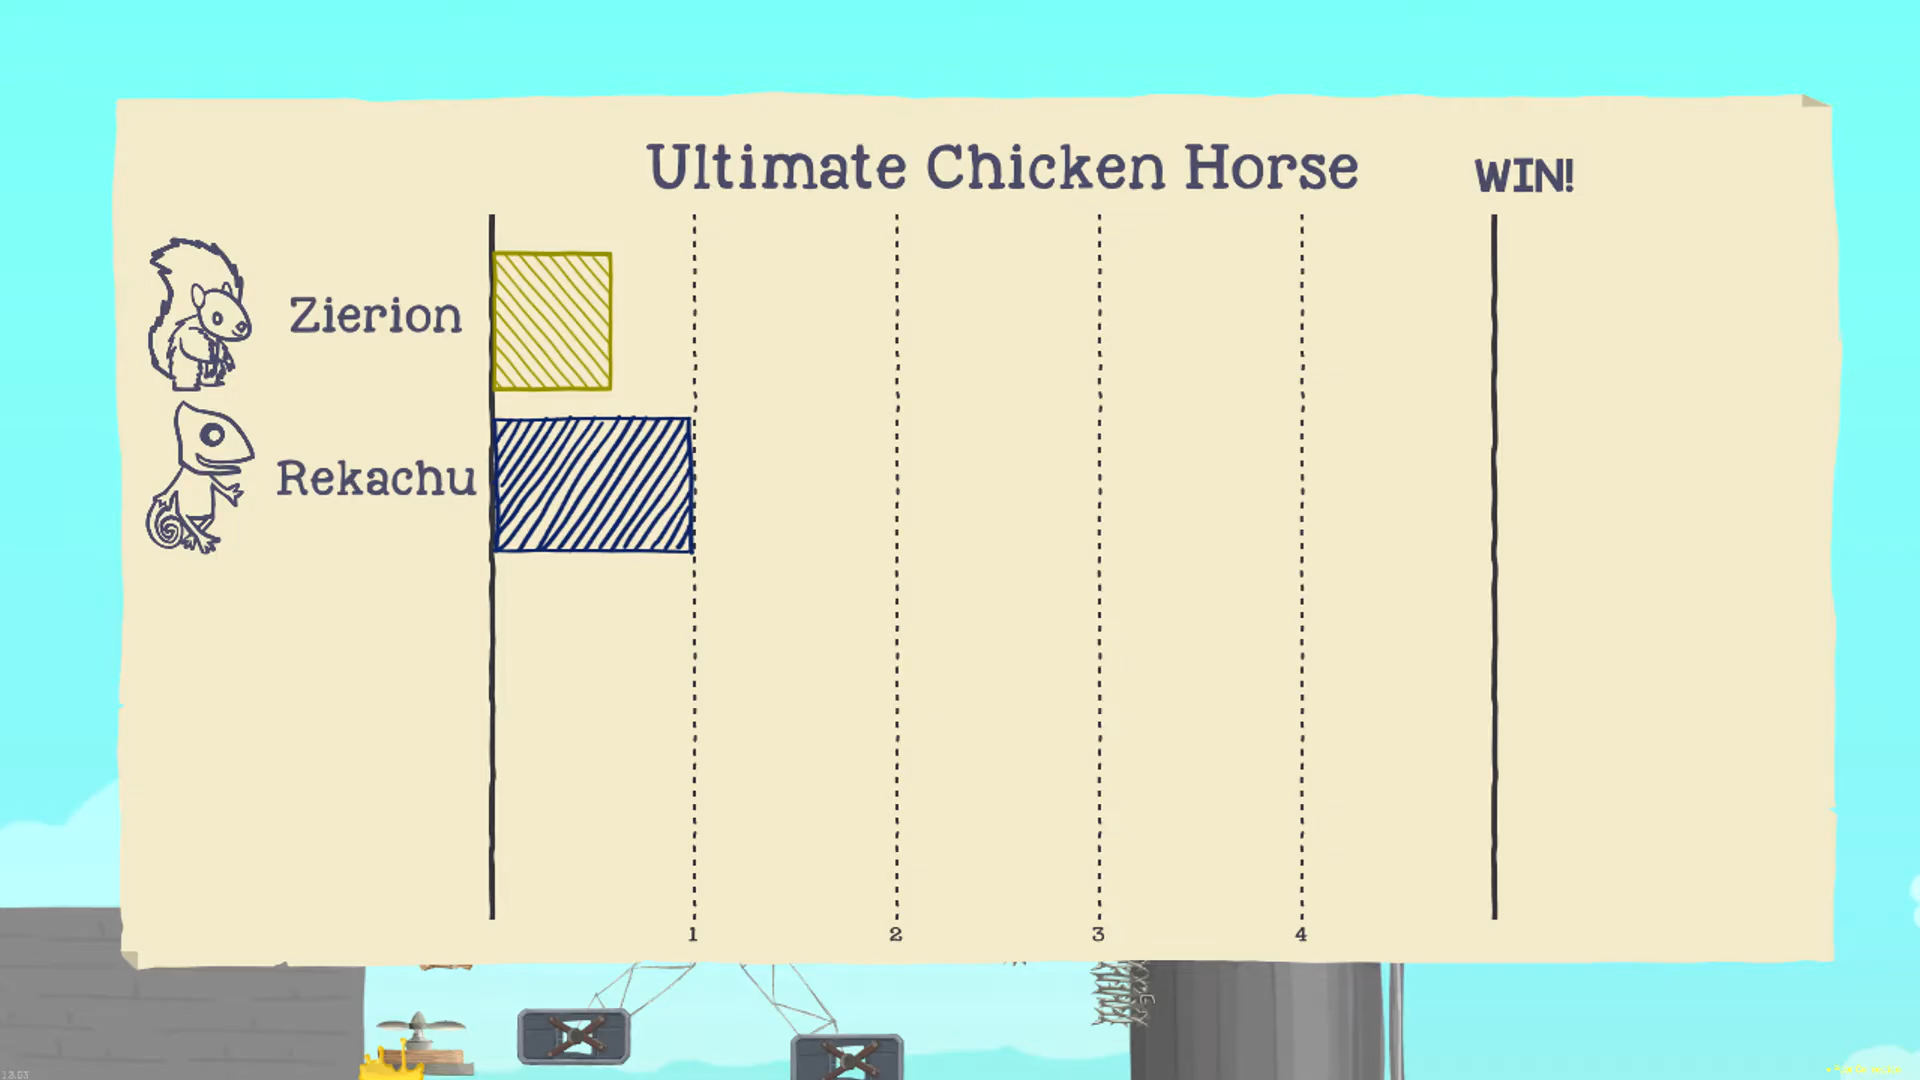 Ultimate Chicken Horse
WIN!
Zierion
Rekachu
1 2 3 4